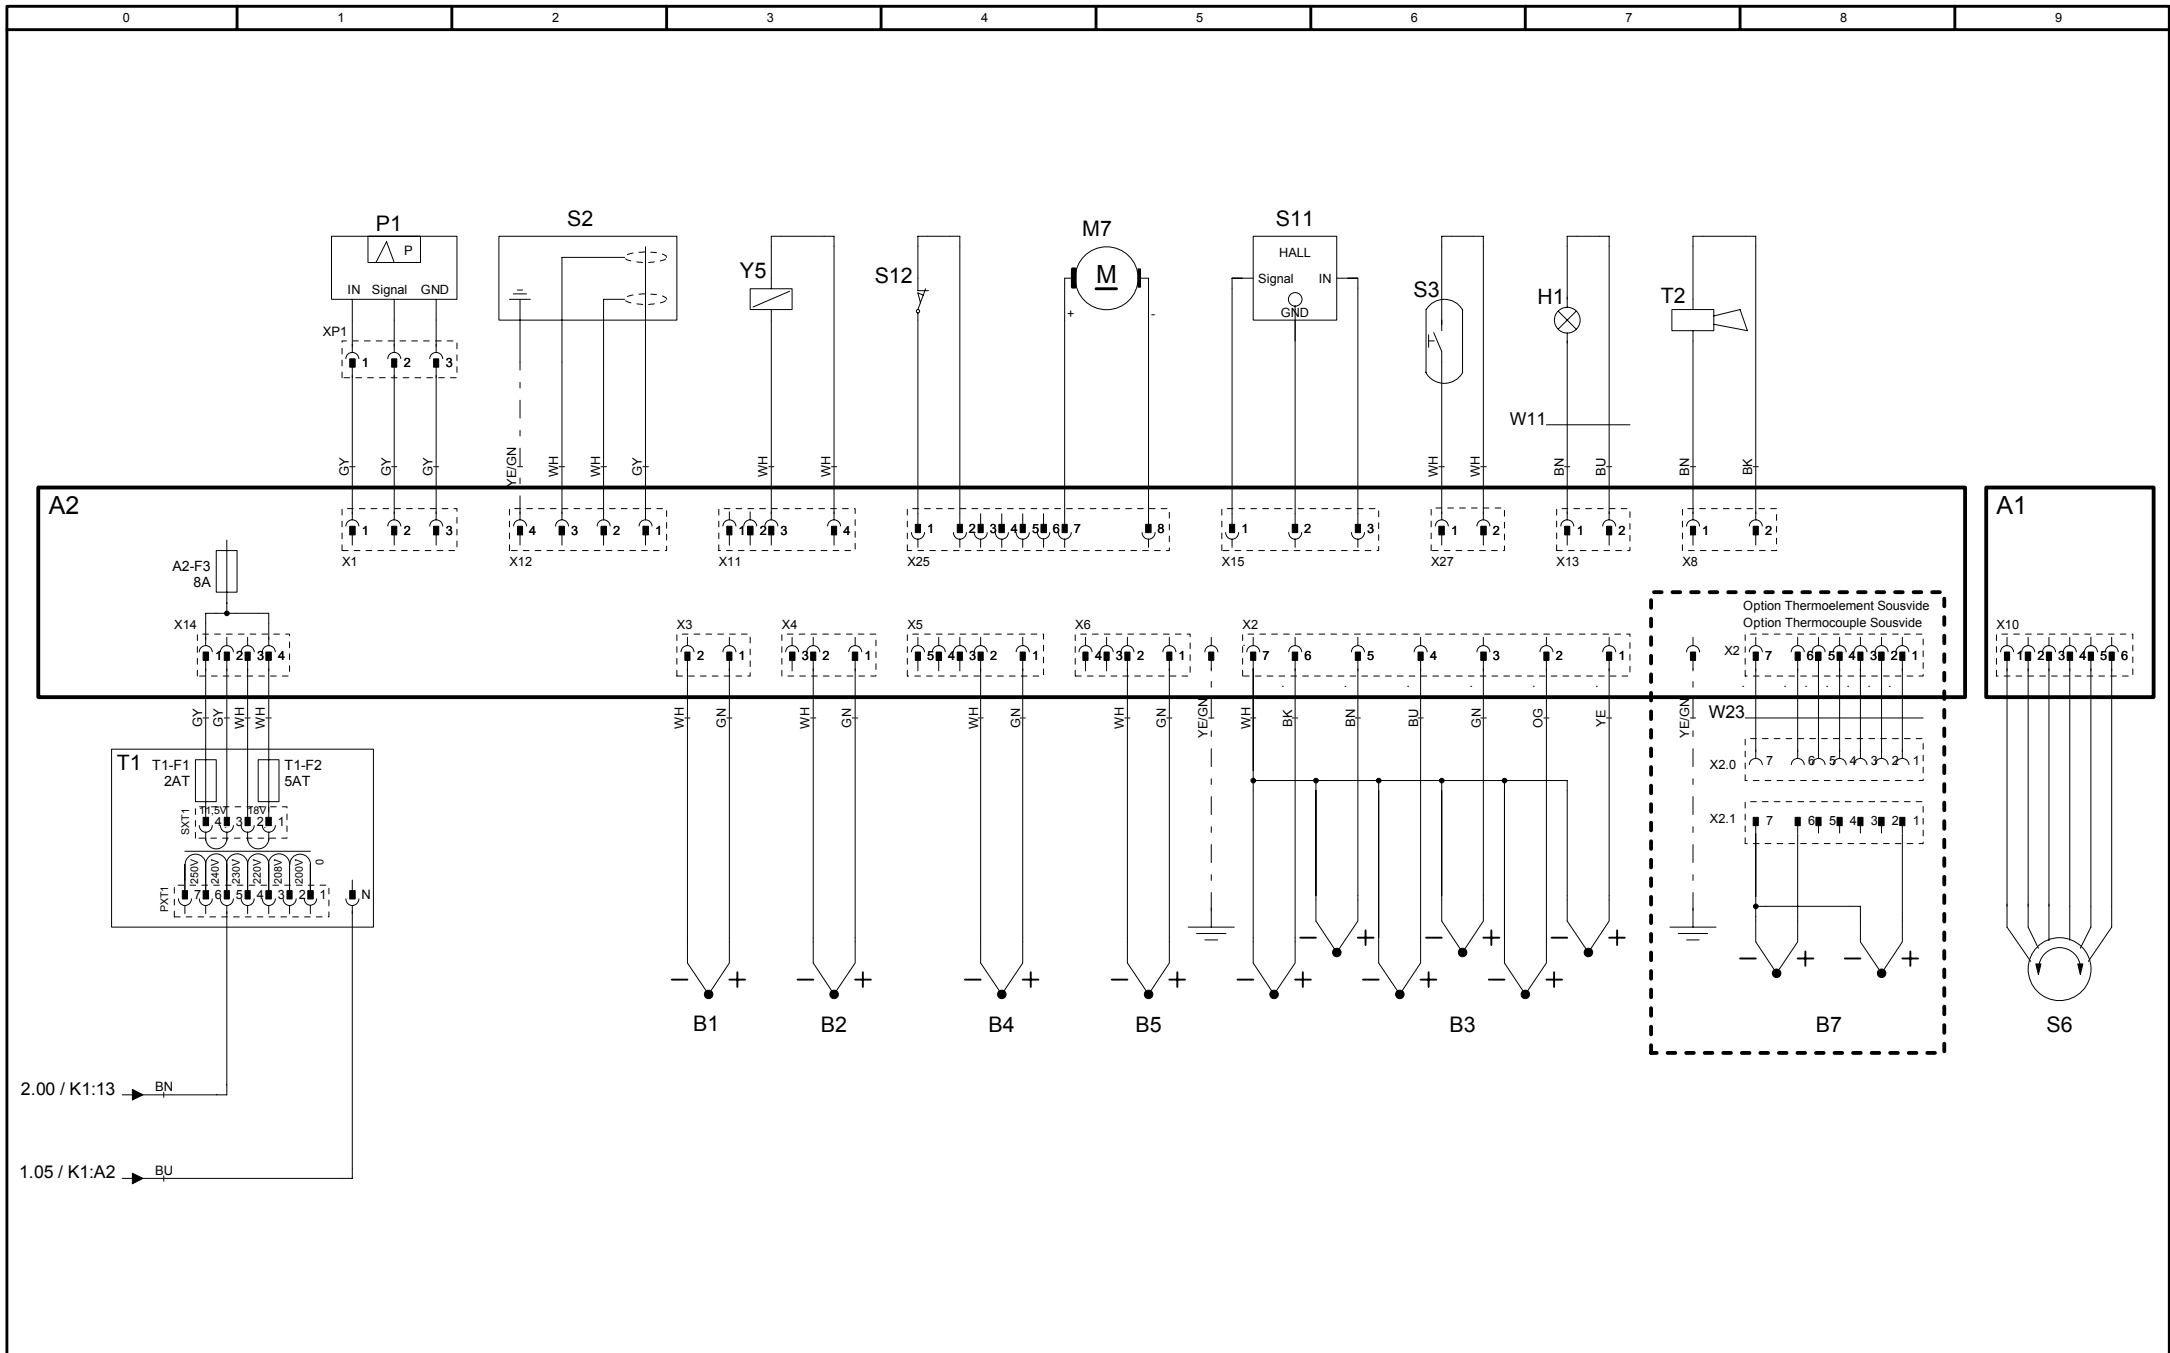 0 1 2 3 4 5 6 7 8 9
P1 S2 Y5 S12 M7 S11 S3 H1 T2
P
IN Signal GND
XP1
1 2 3
M
+ -
HALL
Signal IN
GND
W11
GY GY GY YE/GN WH WH GY WH WH WH WH BN BU BN BK
A2 A1
1 2 3
X1
4 3 2 1
X12
1 2 3 4
X11
1 2 3 4 5 6 7 8
X25
1 2 3
X15
1 2
X27
1 2
X13
1 2
X8
A2-F3
8A
Option Thermoelement Sousvide
Option Thermocouple Sousvide
X14
1 2 3 4
X3
2 1
X4
3 2 1
X5
5 4 3 2 1
X6
4 3 2 1
X2
7 6 5 4 3 2 1
X2 7 6 5 4 3 2 1
X10
1 2 3 4 5 6
GY GY WH WH WH GN WH GN WH GN WH GN YE/GN WH BK BN BU GN OG YE YE/GN
W23
T1
T1-F1
2AT
T1-F2
5AT
X2.0 7 6 5 4 3 2 1
SXT1
18V
4 3 2 1
X2.1 7 6 5 4 3 2 1
250V 240V 230V 220V 208V 200V 0
PXT1
7 6 5 4 3 2 1 N
− + − + − + − + − + − + − + − + − + − + − + − +
B1 B2 B4 B5 B3 B7 S6
2.00 / K1:13 BN
1.05 / K1:A2 BU